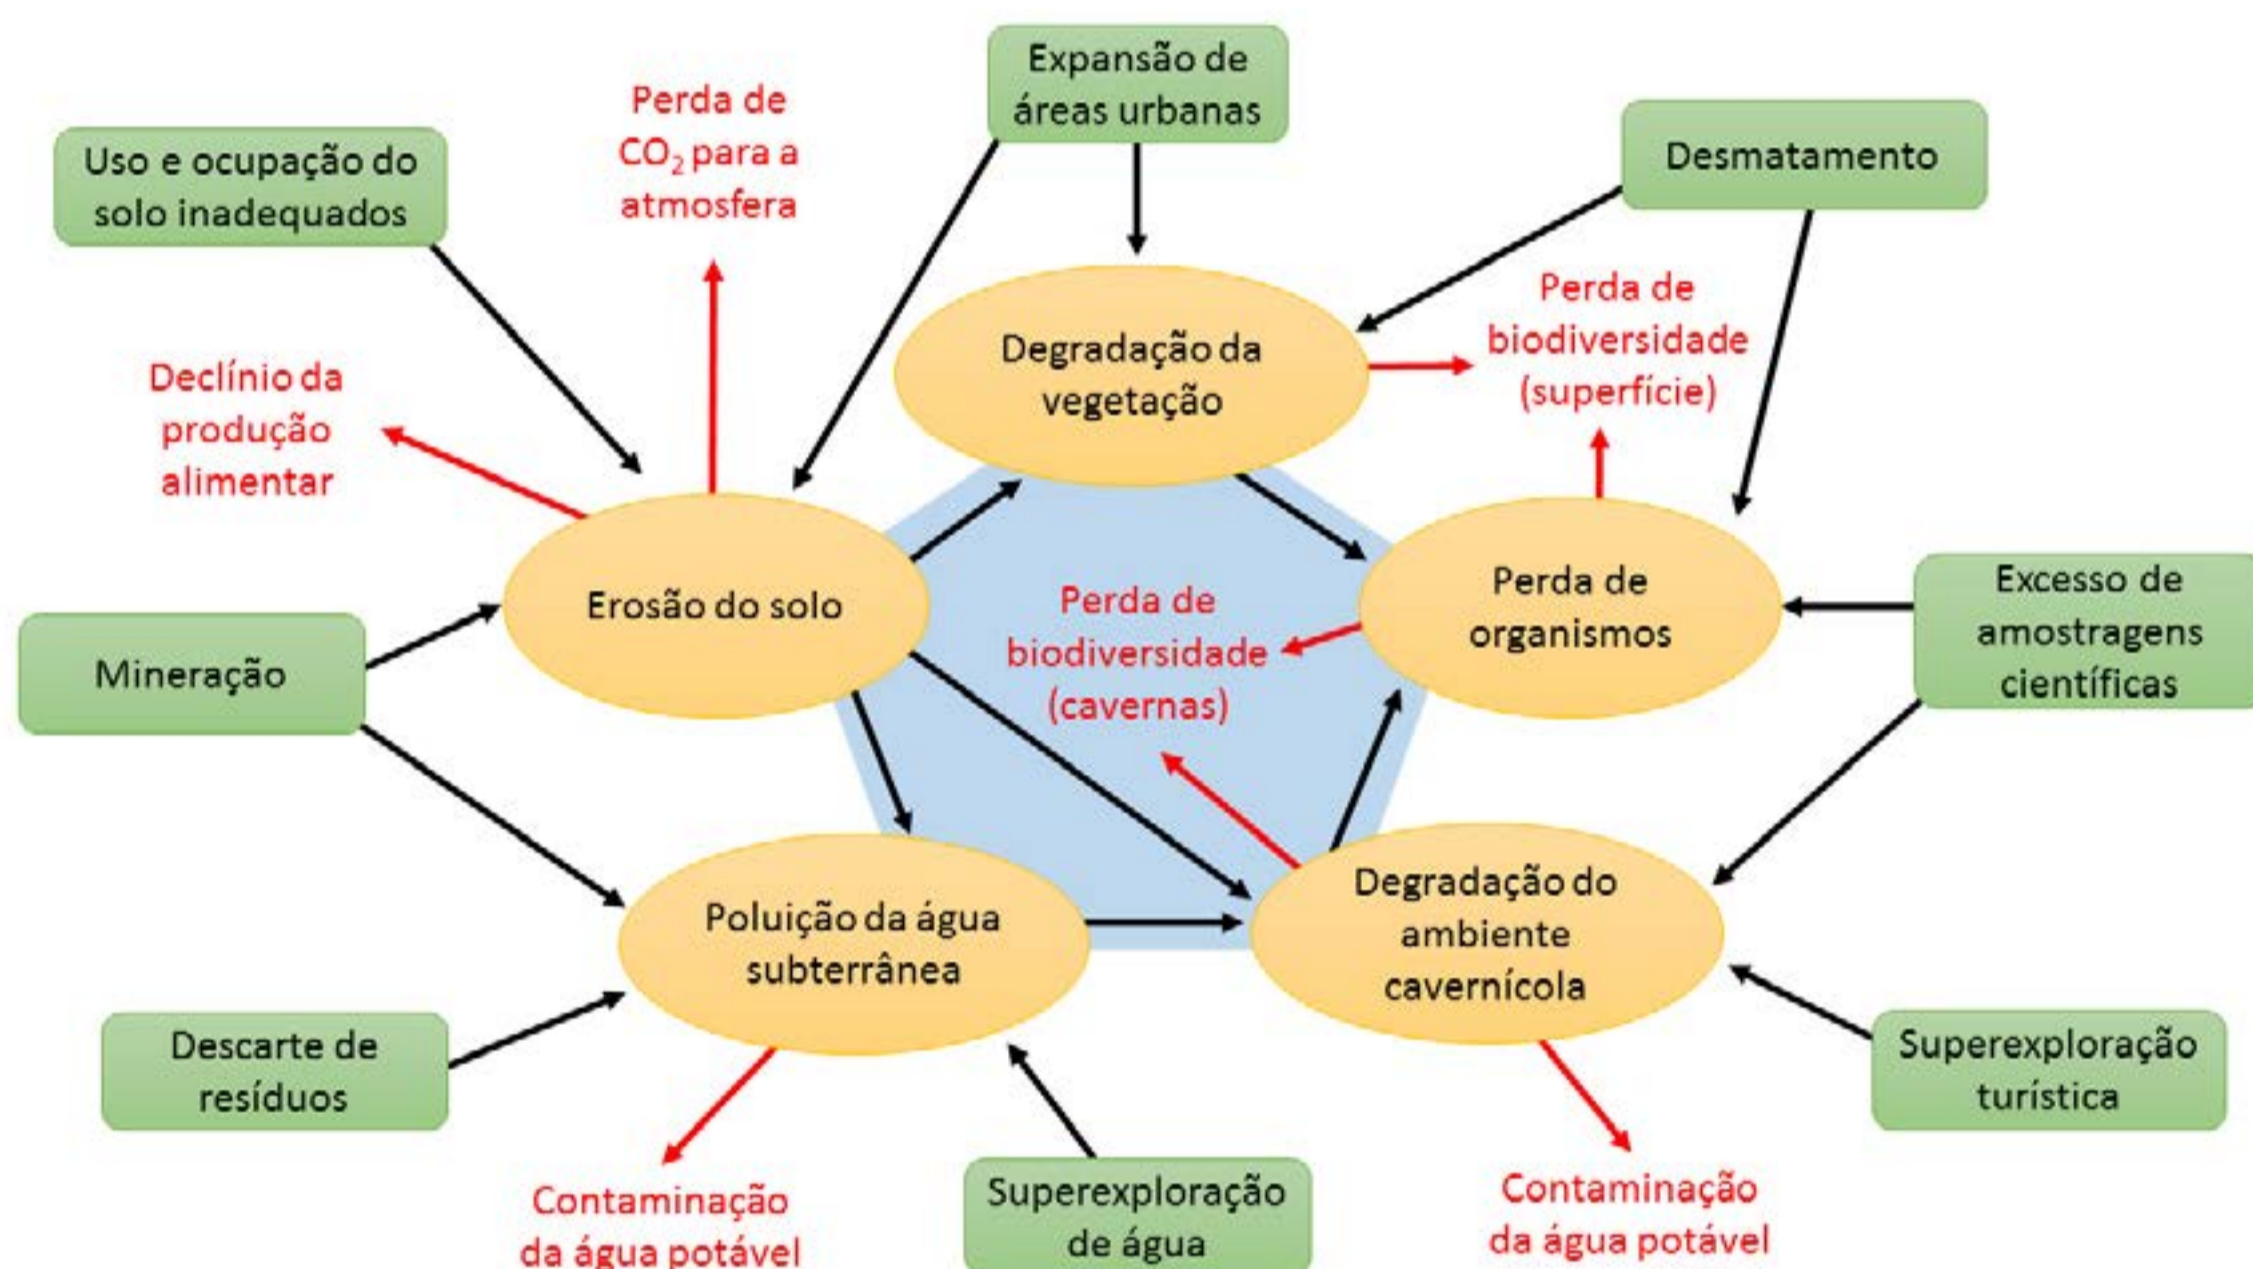 Expansão de
áreas urbanas
Perda de
CO₂ para a
atmosfera
Desmatamento
Uso e ocupação do
solo inadequados
Perda de
biodiversidade
(superfície)
Degradação da
vegetação
Declínio da
produção
alimentar
Erosão do solo
Perda de
biodiversidade
(cavernas)
Perda de
organismos
Excesso de
amostragens
científicas
Mineração
Poluição da água
subterrânea
Degradação do
ambiente
cavernícola
Descarte de
resíduos
Superexploração
turística
Contaminação
da água potável
Superexploração
de água
Contaminação
da água potável